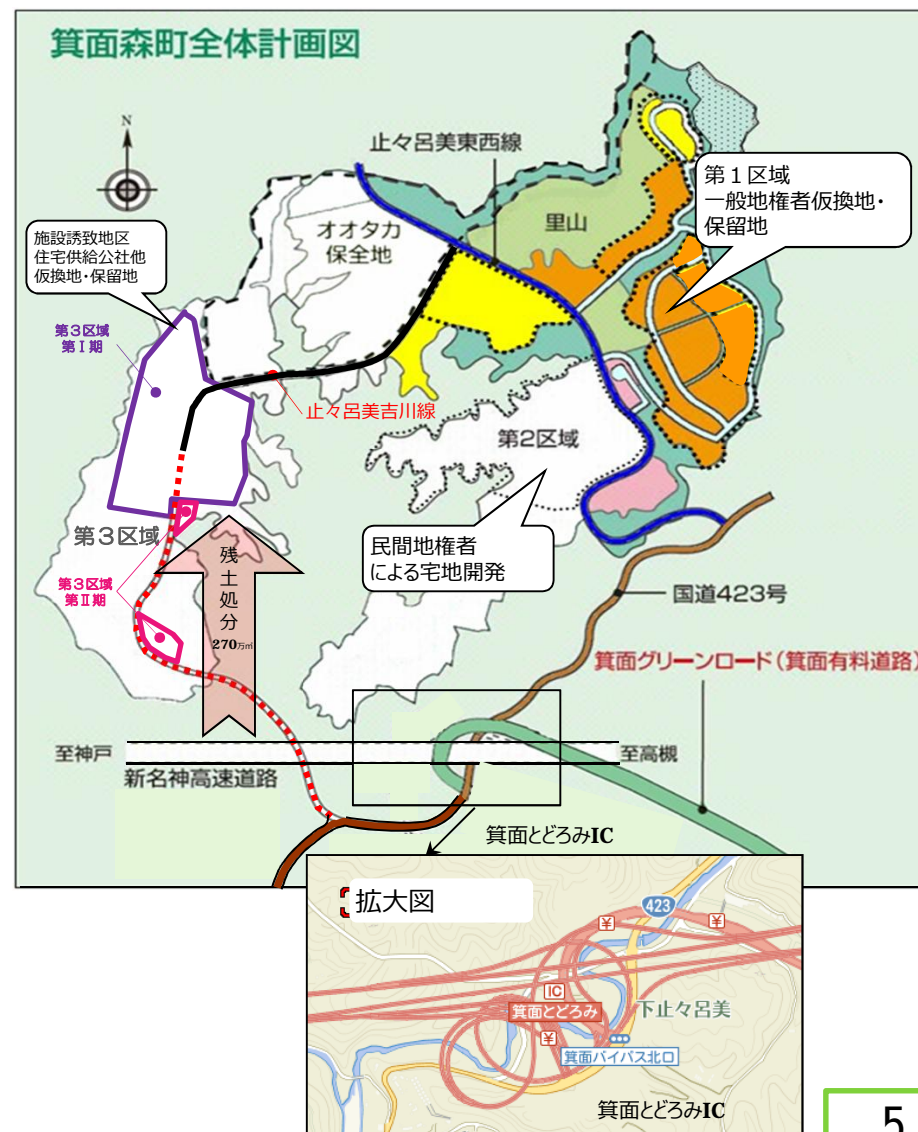 箕面森町全体計画図
N
止々呂美東西線
第１区域
一般地権者仮換地・
保留地
里山
オオタカ
保全地
施設誘致地区
住宅供給公社他
仮換地・保留地
第３区域
第Ⅰ期
止々呂美吉川線
第2区域
第３区域
民間地権者
による宅地開発
残土処分
270万㎥
第３区域
第Ⅱ期
国道423号
箕面グリーンロード（箕面有料道路）
至神戸
至高槻
新名神高速道路
箕面とどろみIC
拡大図
423
¥
¥
IC
箕面とどろみ
下止々呂美
¥
箕面バイパス北口
箕面とどろみIC
5